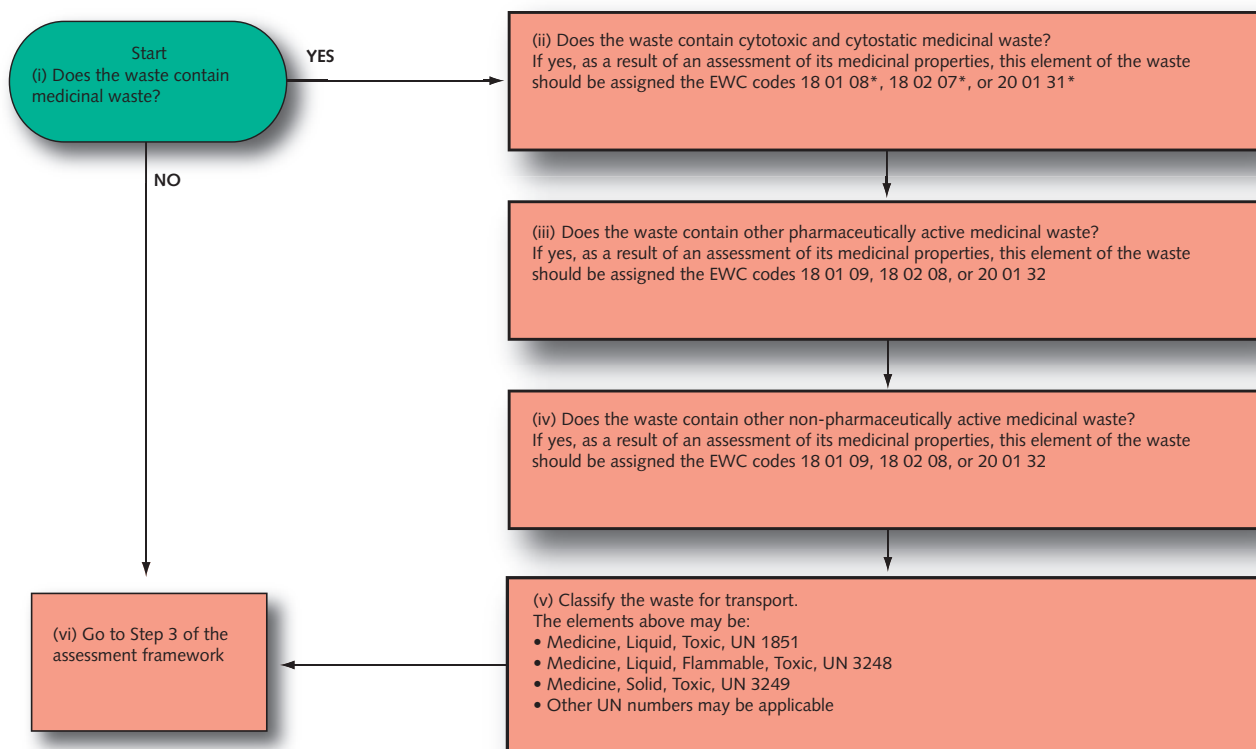 Start
(i) Does the waste contain
medicinal waste?
YES
NO
(ii) Does the waste contain cytotoxic and cytostatic medicinal waste?
If yes, as a result of an assessment of its medicinal properties, this element of the waste
should be assigned the EWC codes 18 01 08*, 18 02 07*, or 20 01 31*
(iii) Does the waste contain other pharmaceutically active medicinal waste?
If yes, as a result of an assessment of its medicinal properties, this element of the waste
should be assigned the EWC codes 18 01 09, 18 02 08, or 20 01 32
(iv) Does the waste contain other non-pharmaceutically active medicinal waste?
If yes, as a result of an assessment of its medicinal properties, this element of the waste
should be assigned the EWC codes 18 01 09, 18 02 08, or 20 01 32
(v) Classify the waste for transport.
The elements above may be:
• Medicine, Liquid, Toxic, UN 1851
• Medicine, Liquid, Flammable, Toxic, UN 3248
• Medicine, Solid, Toxic, UN 3249
• Other UN numbers may be applicable
(vi) Go to Step 3 of the
assessment framework